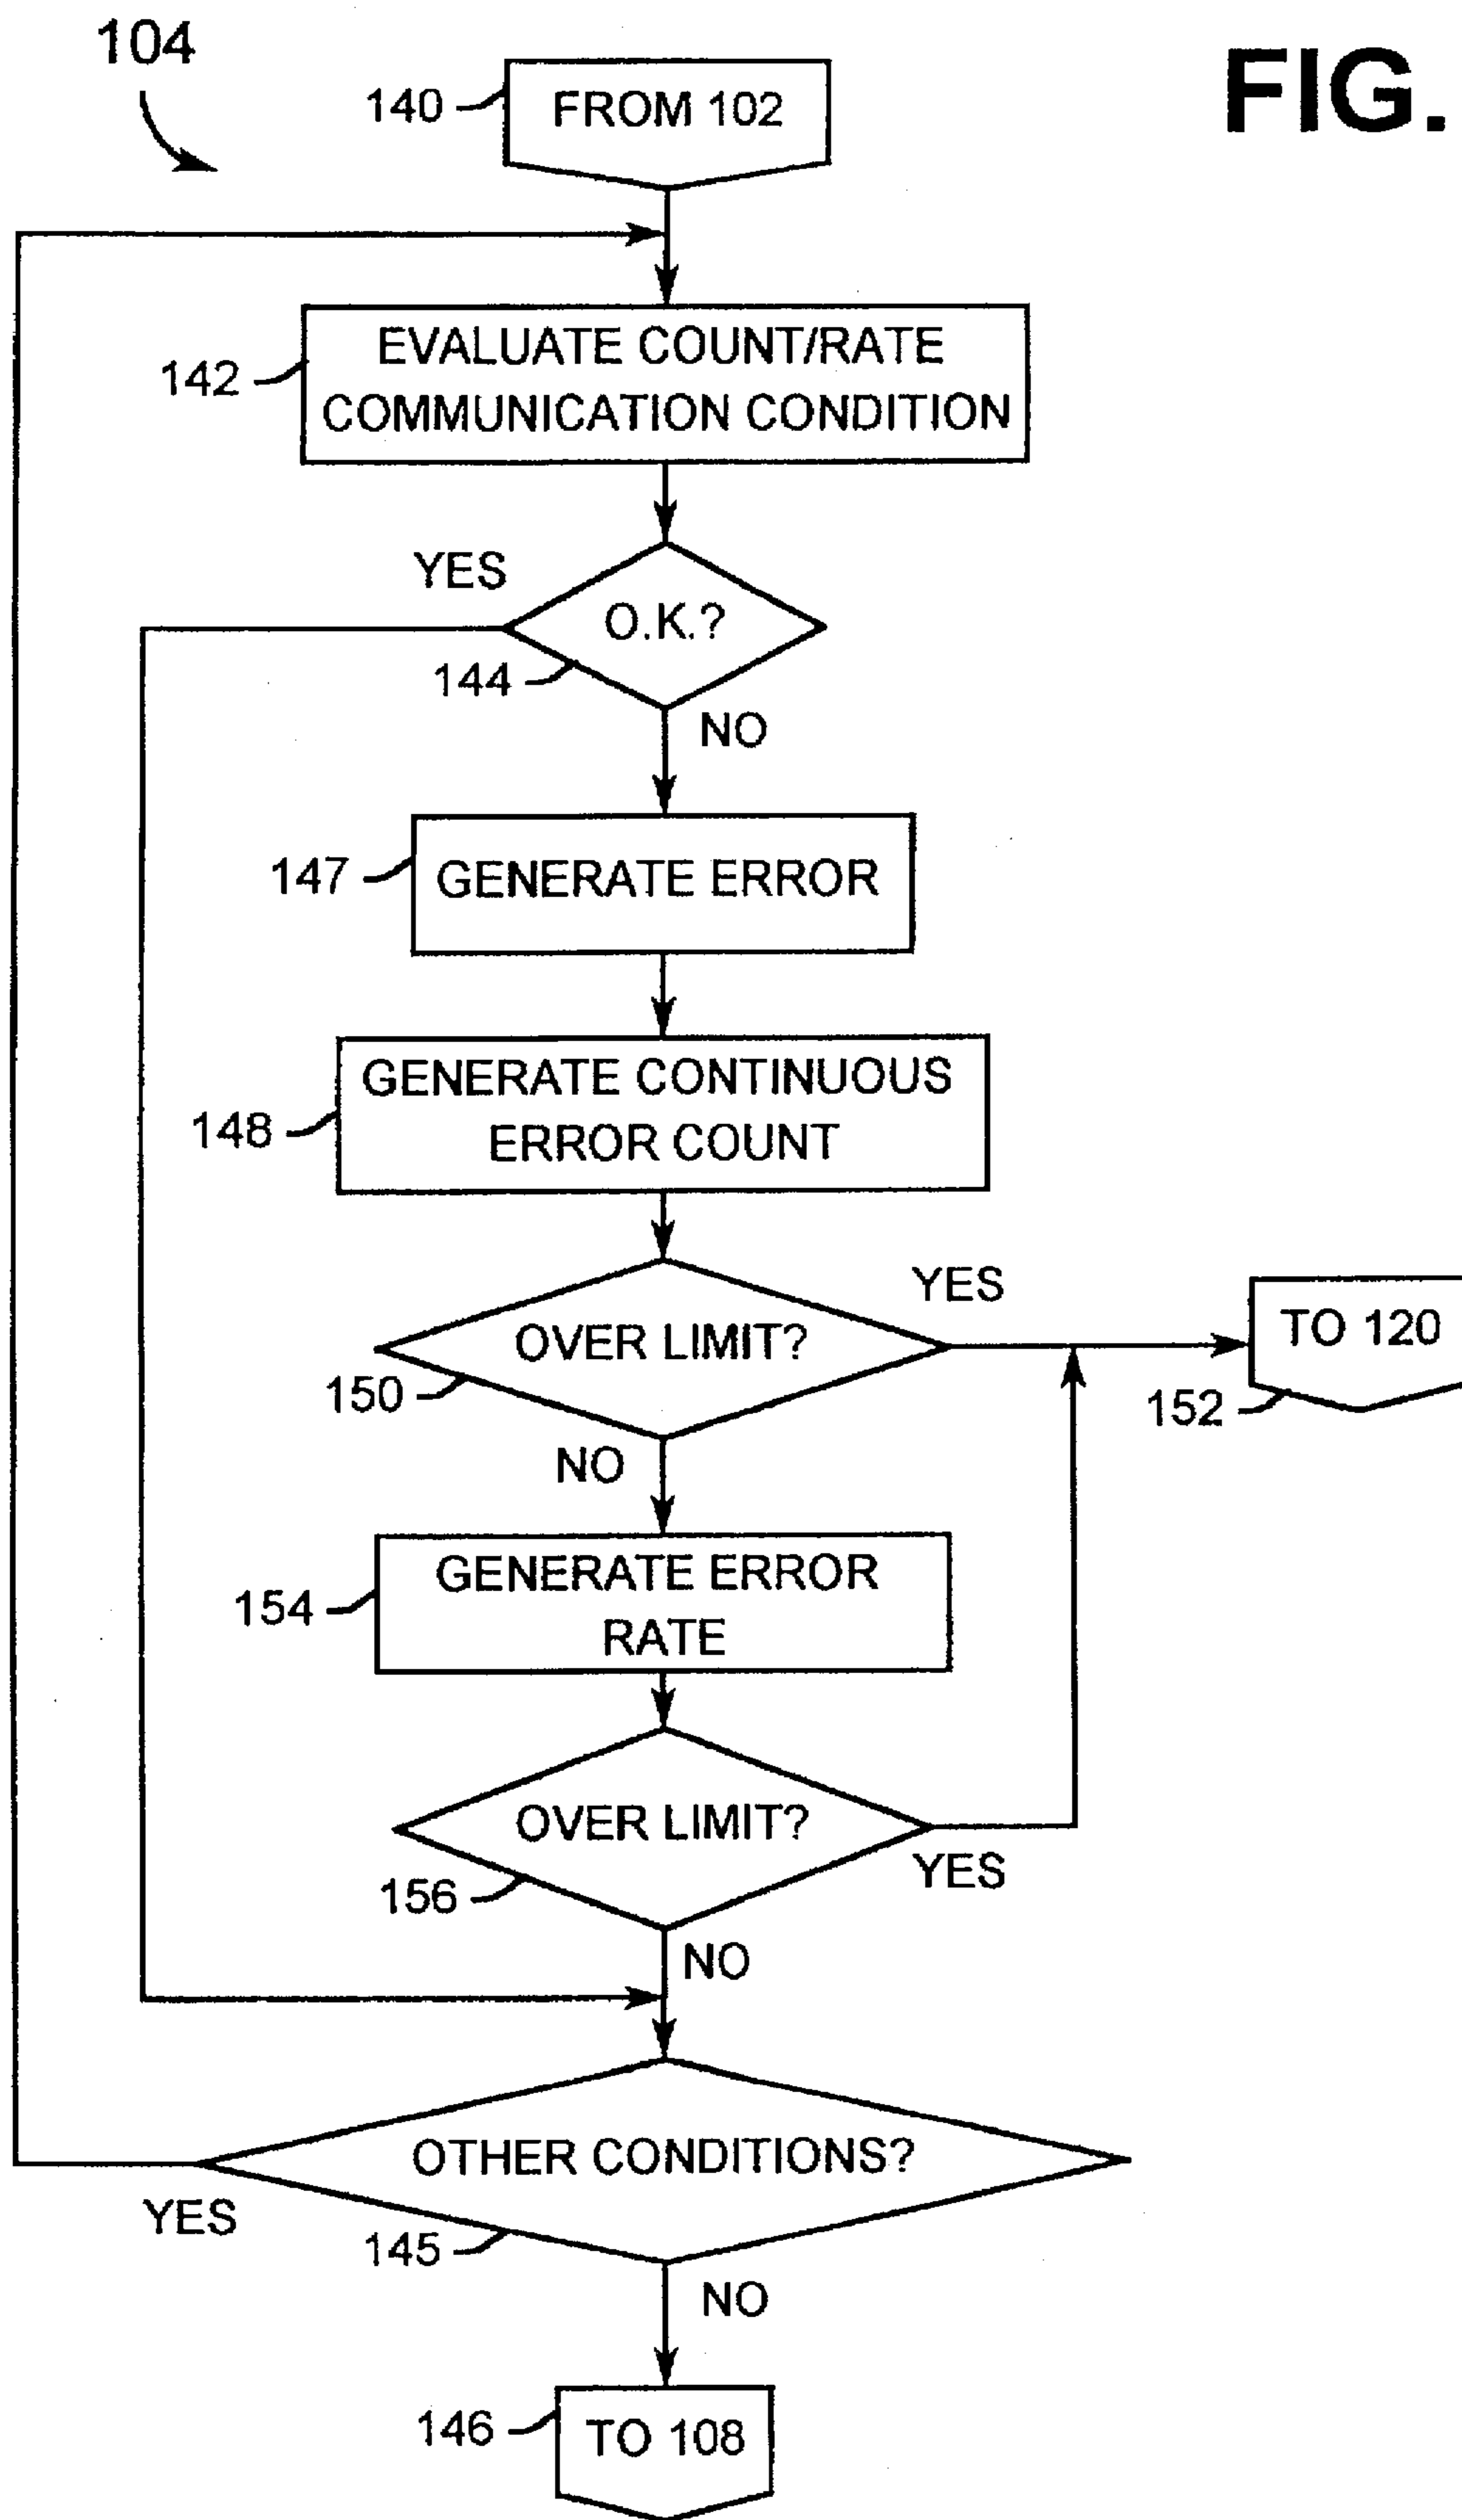 104
FIG.
140
FROM 102
142
EVALUATE COUNT/RATE
COMMUNICATION CONDITION
YES
O.K.?
144
NO
147
GENERATE ERROR
148
GENERATE CONTINUOUS
ERROR COUNT
YES
OVER LIMIT?
TO 120
150
152
NO
154
GENERATE ERROR
RATE
OVER LIMIT?
YES
156
NO
OTHER CONDITIONS?
YES
145
NO
146
TO 108